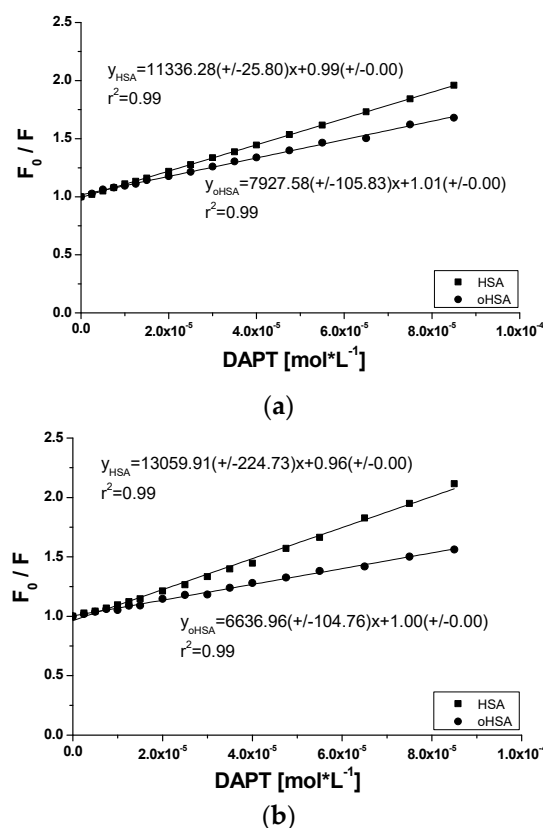 y_HSA=11336.28(+/-25.80)x+0.99(+/-0.00)
r²=0.99
y_oHSA=7927.58(+/-105.83)x+1.01(+/-0.00)
r²=0.99
F₀ / F
2.5
2.0
1.5
1.0
0.5
0.0
HSA
oHSA
0.0 2.0x10⁻⁵ 4.0x10⁻⁵ 6.0x10⁻⁵ 8.0x10⁻⁵ 1.0x10⁻⁴
DAPT [mol*L⁻¹]
(a)
y_HSA=13059.91(+/-224.73)x+0.96(+/-0.00)
r²=0.99
y_oHSA=6636.96(+/-104.76)x+1.00(+/-0.00)
r²=0.99
F₀ / F
2.5
2.0
1.5
1.0
0.5
0.0
HSA
oHSA
0.0 2.0x10⁻⁵ 4.0x10⁻⁵ 6.0x10⁻⁵ 8.0x10⁻⁵
DAPT [mol*L⁻¹]
(b)